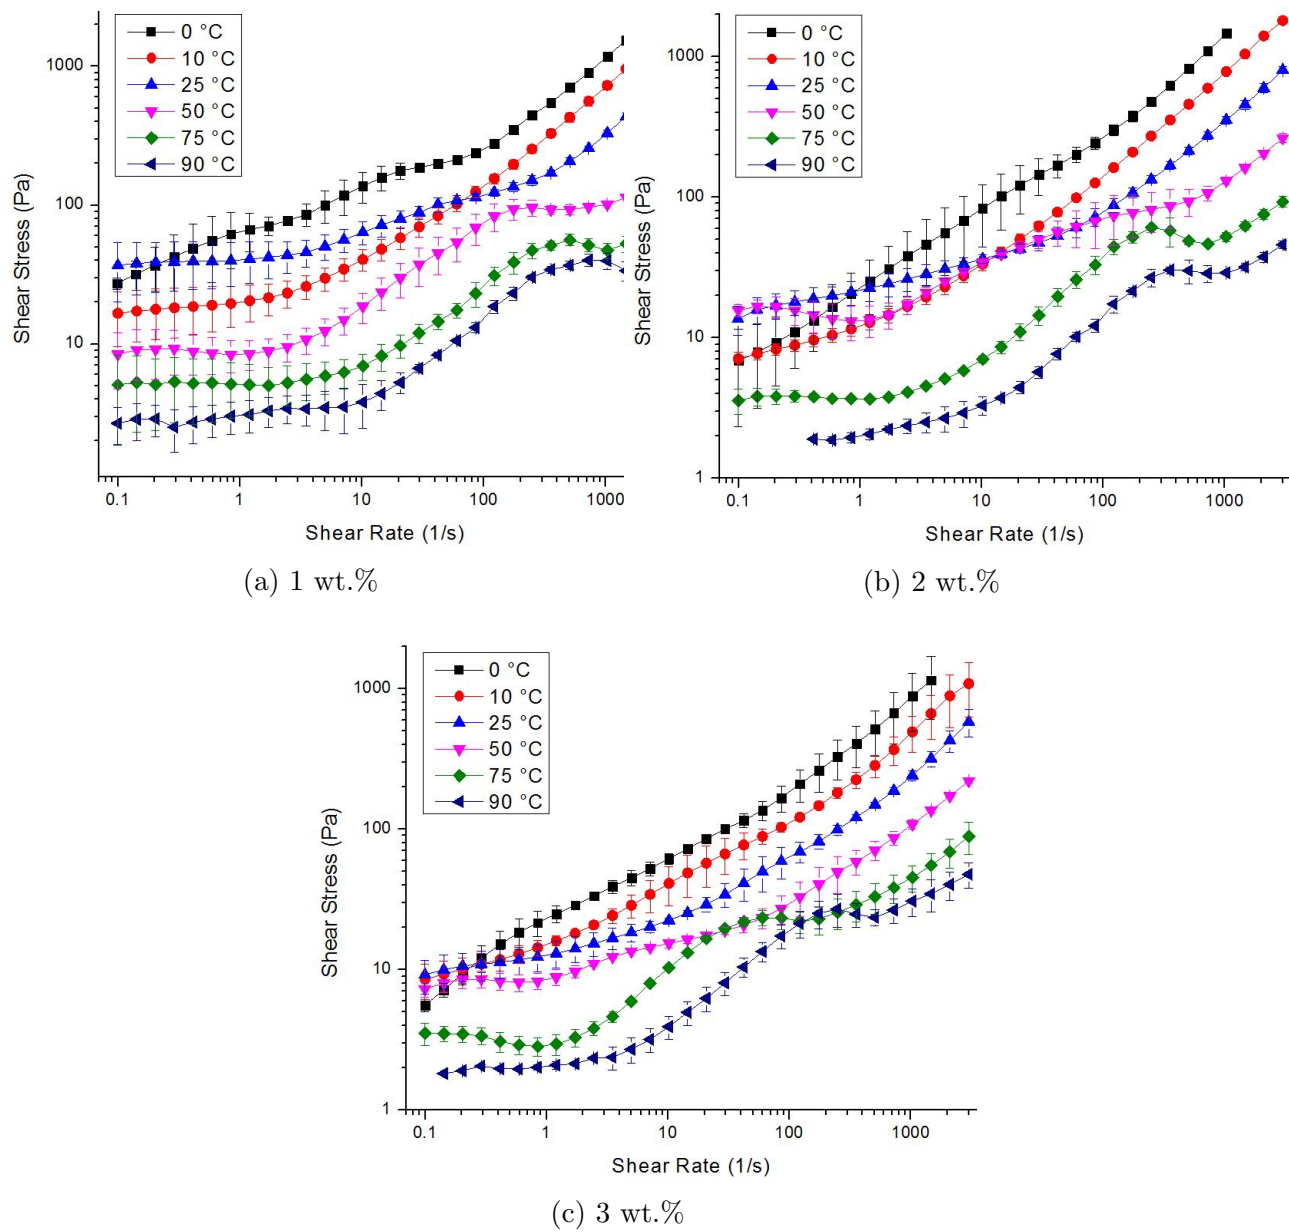 0 °C
10 °C
25 °C
50 °C
75 °C
90 °C
1000
100
10
Shear Stress (Pa)
0.1 1 10 100 1000
Shear Rate (1/s)
(a) 1 wt.%
0 °C
10 °C
25 °C
50 °C
75 °C
90 °C
1000
100
10
1
Shear Stress (Pa)
0.1 1 10 100 1000
Shear Rate (1/s)
(b) 2 wt.%
0 °C
10 °C
25 °C
50 °C
75 °C
90 °C
1000
100
10
1
Shear Stress (Pa)
0.1 1 10 100 1000
Shear Rate (1/s)
(c) 3 wt.%